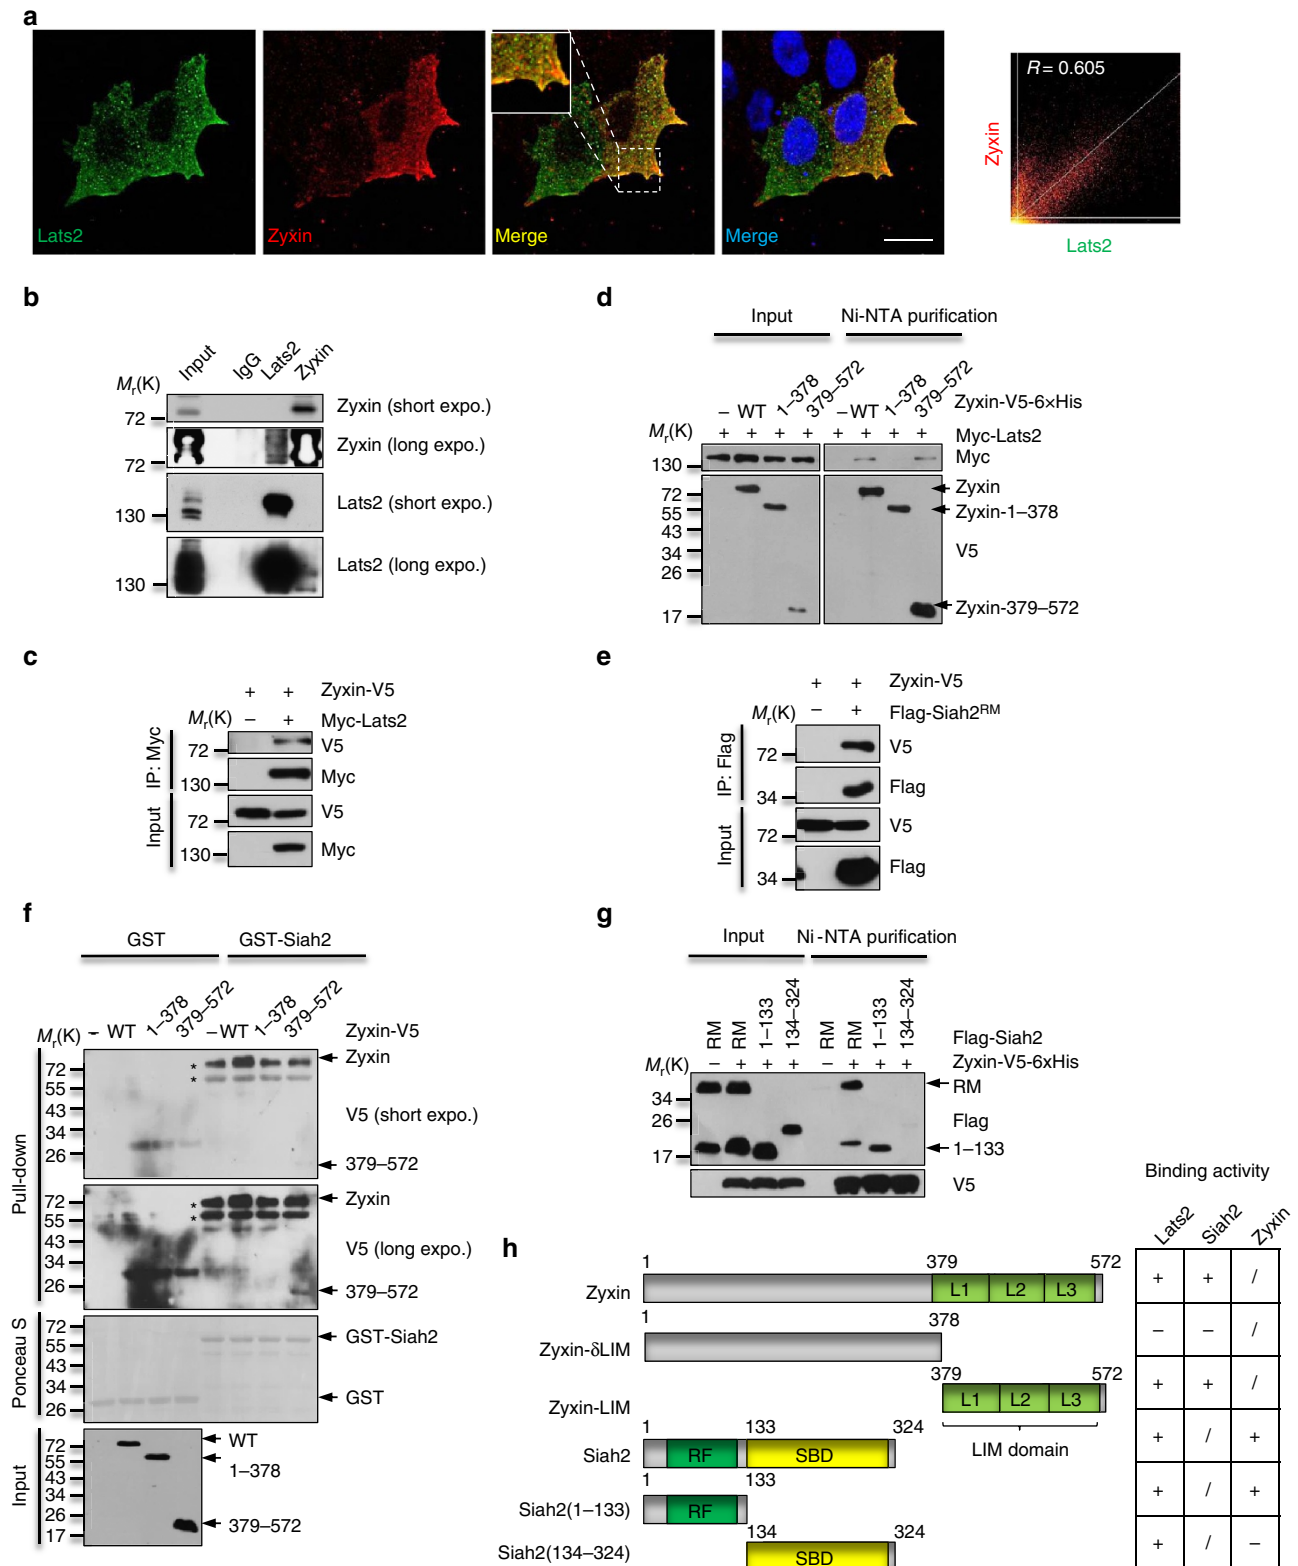 a
Lats2
Zyxin
Merge
Merge
R = 0.605
Zyxin
Lats2
b
Input
IgG
Lats2
Zyxin
Mr(K)
72
Zyxin (short expo.)
72
Zyxin (long expo.)
130
Lats2 (short expo.)
130
Lats2 (long expo.)
d
Input
Ni-NTA purification
– WT 1–378 379–572 – WT 1–378 379–572 Zyxin-V5-6×His
Mr(K) + + + + + + + + Myc-Lats2
130 Myc
72 Zyxin
55 Zyxin-1–378
43
34 V5
26
17 Zyxin-379–572
c
+ + Zyxin-V5
Mr(K) – + Myc-Lats2
IP: Myc
72 V5
130 Myc
Input
72 V5
130 Myc
e
+ + Zyxin-V5
Mr(K) – + Flag-Siah2RM
IP: Flag
72 V5
34 Flag
Input
72 V5
34 Flag
f
GST GST-Siah2
– WT 1–378 379–572 – WT 1–378 379–572 Zyxin-V5
Mr(K)
Pull-down
72 * Zyxin
55 *
43 V5 (short expo.)
34
26 379–572
72 * Zyxin
55 *
43 V5 (long expo.)
34
26 379–572
Ponceau S
72 GST-Siah2
55
43
34 GST
26
Input
72 WT
55 1–378
43
34
26 379–572
17
g
Input Ni-NTA purification
RM RM 1–133 134–324 RM RM 1–133 134–324 Flag-Siah2
Mr(K) – + + + – + + + Zyxin-V5-6xHis
34 RM
26 Flag
17 1–133
V5
h
Binding activity
Lats2 Siah2 Zyxin
1 379 572
Zyxin L1 L2 L3 + + /
1 378
Zyxin-δLIM – – /
379 572
Zyxin-LIM L1 L2 L3 + + /
LIM domain
1 133 324
Siah2 RF SBD + / +
1 133
Siah2(1–133) RF + / +
134 324
Siah2(134–324) SBD + / –